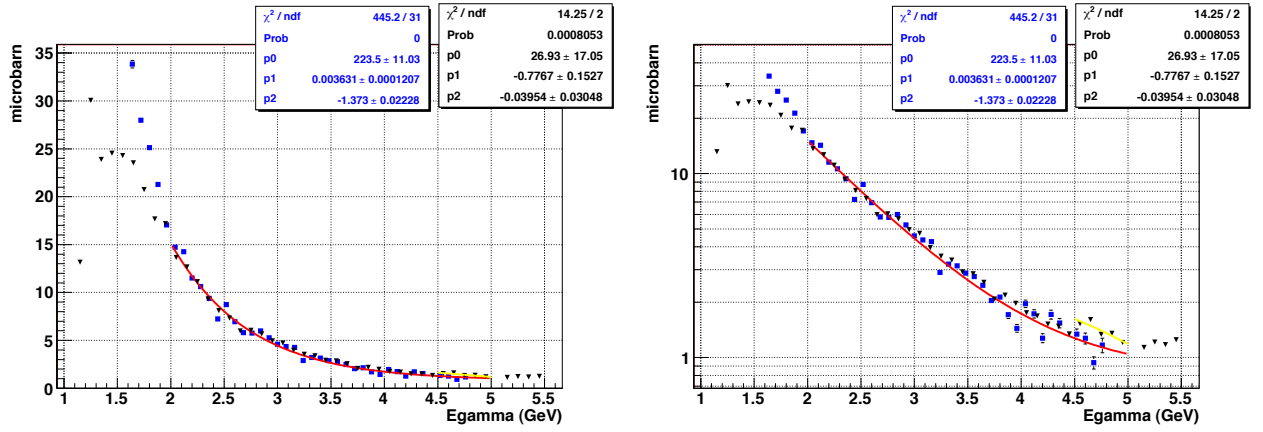 χ² / ndf 445.2 / 31
Prob 0
p0 223.5 ± 11.03
p1 0.003631 ± 0.0001207
p2 -1.373 ± 0.02228
χ² / ndf 14.25 / 2
Prob 0.0008053
p0 26.93 ± 17.05
p1 -0.7767 ± 0.1527
p2 -0.03954 ± 0.03048
microbarn
35
30
25
20
15
10
5
0
1 1.5 2 2.5 3 3.5 4 4.5 5 5.5
Egamma (GeV)
χ² / ndf 445.2 / 31
Prob 0
p0 223.5 ± 11.03
p1 0.003631 ± 0.0001207
p2 -1.373 ± 0.02228
χ² / ndf 14.25 / 2
Prob 0.0008053
p0 26.93 ± 17.05
p1 -0.7767 ± 0.1527
p2 -0.03954 ± 0.03048
microbarn
10
1
1 1.5 2 2.5 3 3.5 4 4.5 5 5.5
Egamma (GeV)